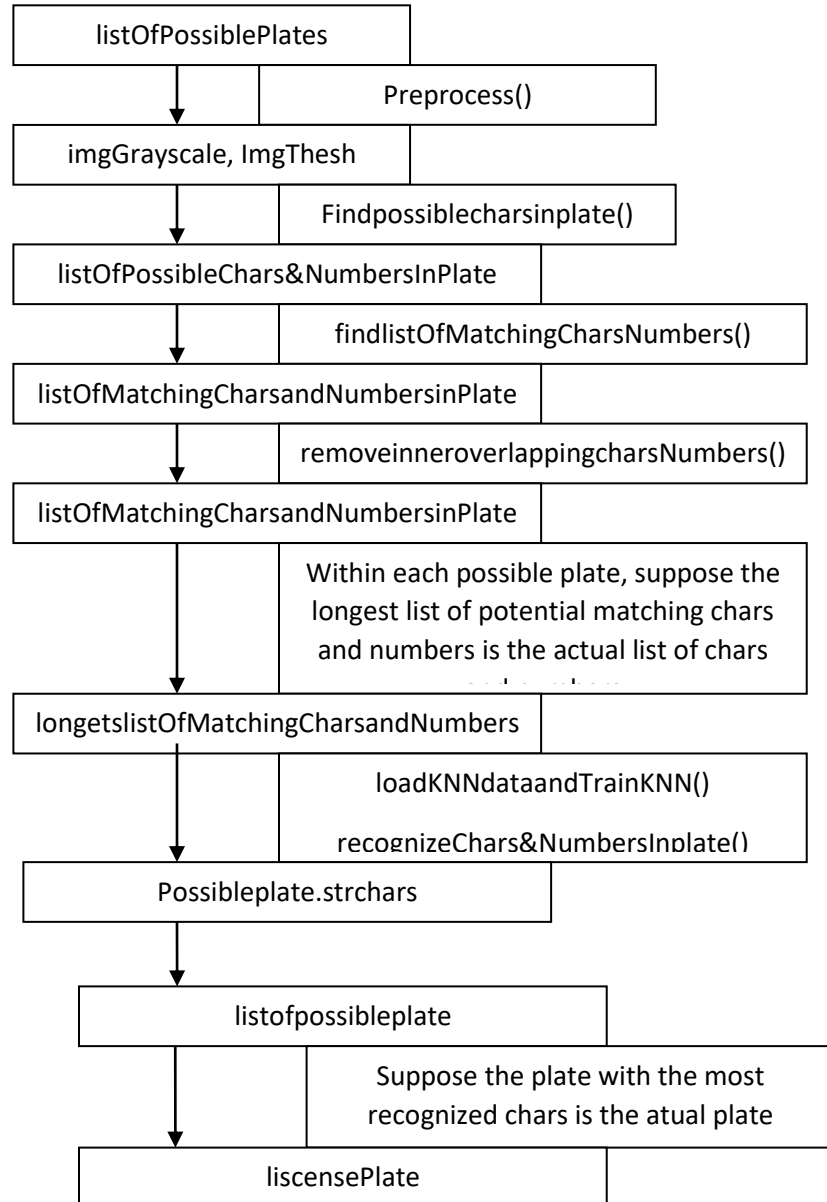 listOfPossiblePlates
Preprocess()
imgGrayscale, ImgThesh
Findpossiblecharsinplate()
listOfPossibleChars&NumbersInPlate
findlistOfMatchingCharsNumbers()
listOfMatchingCharsandNumbersinPlate
removeinneroverlappingcharsNumbers()
listOfMatchingCharsandNumbersinPlate
Within each possible plate, suppose the
longest list of potential matching chars
and numbers is the actual list of chars
longetslistOfMatchingCharsandNumbers
loadKNNdataandTrainKNN()
recognizeChars&NumbersInplate()
Possibleplate.strchars
listofpossibleplate
Suppose the plate with the most
recognized chars is the atual plate
liscensePlate